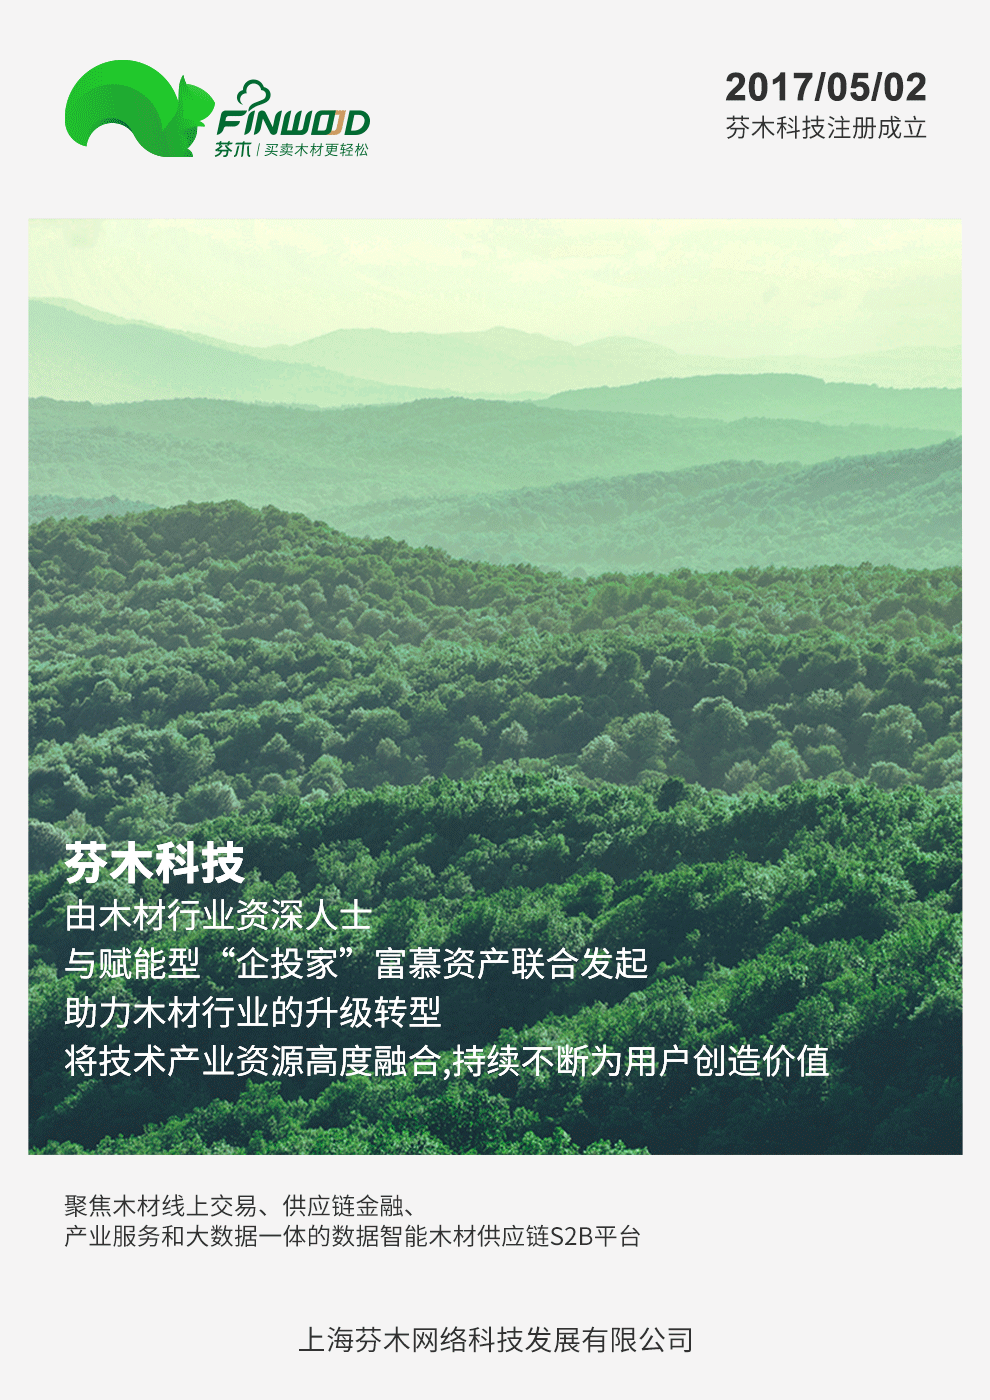 FINWOOD
芬木 | 买卖木材更轻松
2017/05/02
芬木科技注册成立
芬木科技
由木材行业资深人士
与赋能型“企投家”富慕资产联合发起
助力木材行业的升级转型
将技术产业资源高度融合,持续不断为用户创造价值
聚焦木材线上交易、供应链金融、
产业服务和大数据一体的数据智能木材供应链S2B平台
上海芬木网络科技发展有限公司